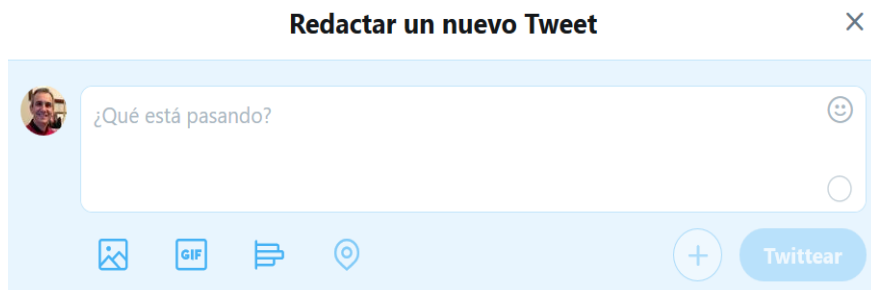 Redactar un nuevo Tweet
¿Qué está pasando?
GIF
Twittear